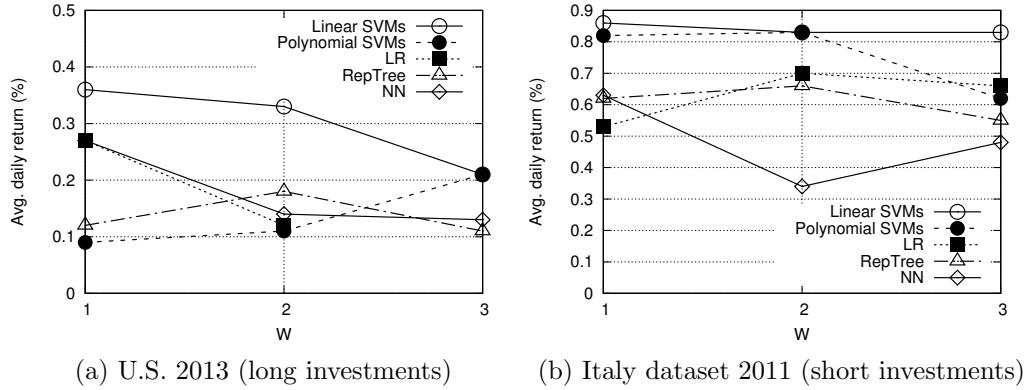 0.5
0.4
0.3
0.2
0.1
0
Avg. daily return (%)
Linear SVMs
Polynomial SVMs
LR
RepTree
NN
1
2
3
W
(a) U.S. 2013 (long investments)
0.9
0.8
0.7
0.6
0.5
0.4
0.3
0.2
0.1
0
Avg. daily return (%)
Linear SVMs
Polynomial SVMs
LR
RepTree
NN
1
2
3
W
(b) Italy dataset 2011 (short investments)